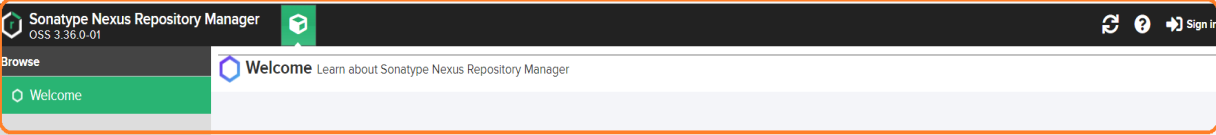 Sonatype Nexus Repository Manager
OSS 3.36.0-01
Sign in
Browse
Welcome Learn about Sonatype Nexus Repository Manager
Welcome